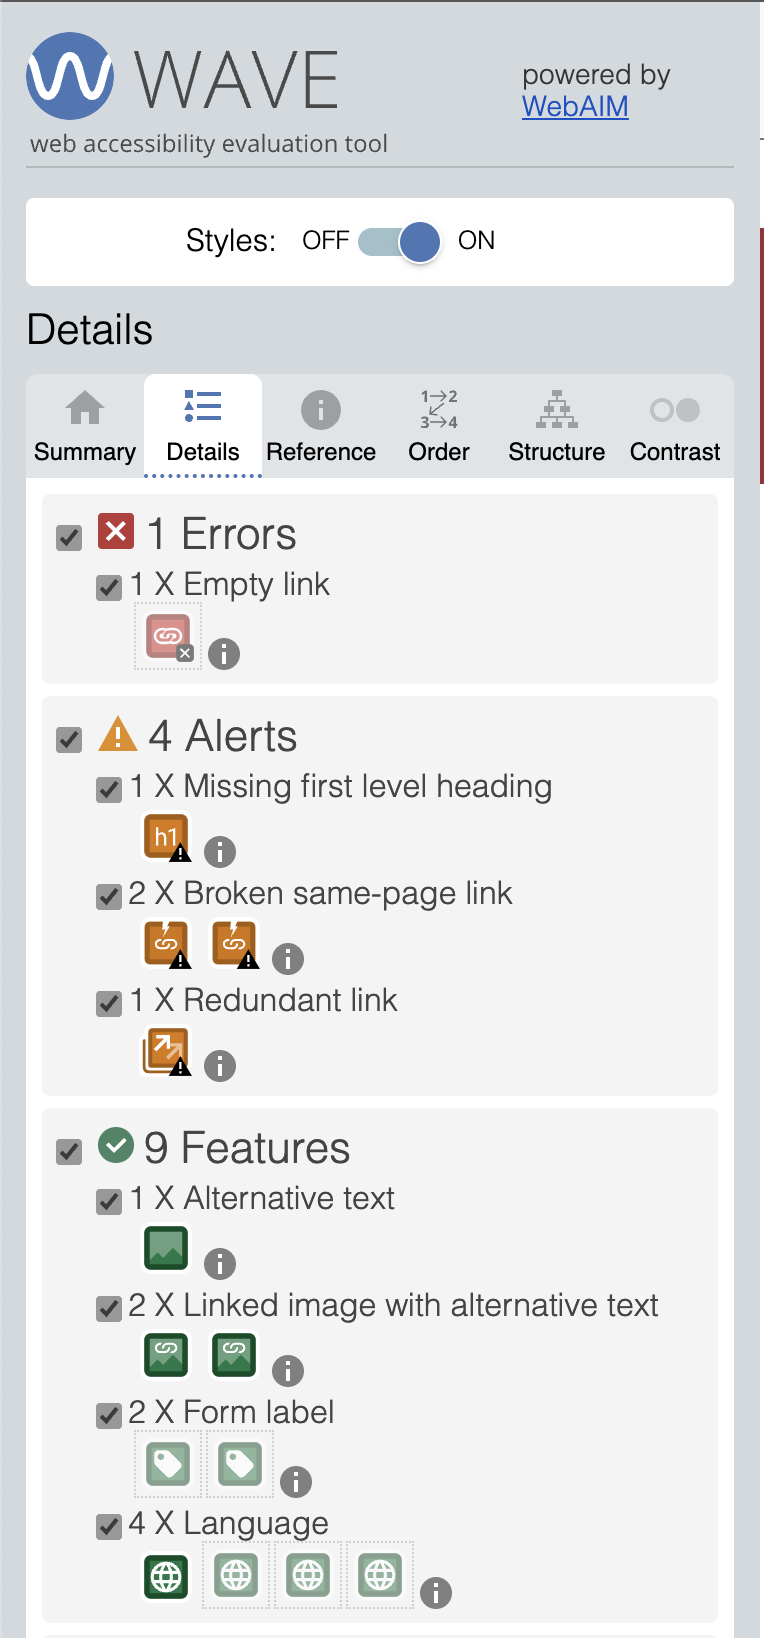 WAVE
web accessibility evaluation tool
powered by
WebAIM
Styles: OFF ON
Details
Summary Details Reference Order Structure Contrast
1 Errors
1 X Empty link
4 Alerts
1 X Missing first level heading
h1
2 X Broken same-page link
1 X Redundant link
9 Features
1 X Alternative text
2 X Linked image with alternative text
2 X Form label
4 X Language